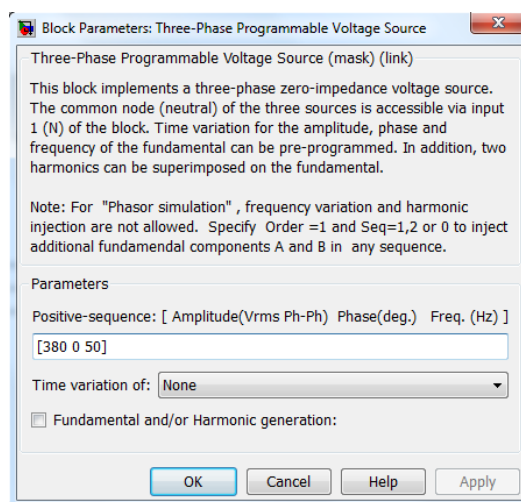 Block Parameters: Three-Phase Programmable Voltage Source
Three-Phase Programmable Voltage Source (mask) (link)
This block implements a three-phase zero-impedance voltage source.
The common node (neutral) of the three sources is accessible via input
1 (N) of the block. Time variation for the amplitude, phase and
frequency of the fundamental can be pre-programmed. In addition, two
harmonics can be superimposed on the fundamental.
Note: For "Phasor simulation" , frequency variation and harmonic
injection are not allowed. Specify Order =1 and Seq=1,2 or 0 to inject
additional fundamendal components A and B in any sequence.
Parameters
Positive-sequence: [ Amplitude(Vrms Ph-Ph) Phase(deg.) Freq. (Hz) ]
[380 0 50]
Time variation of: None
Fundamental and/or Harmonic generation:
OK Cancel Help Apply